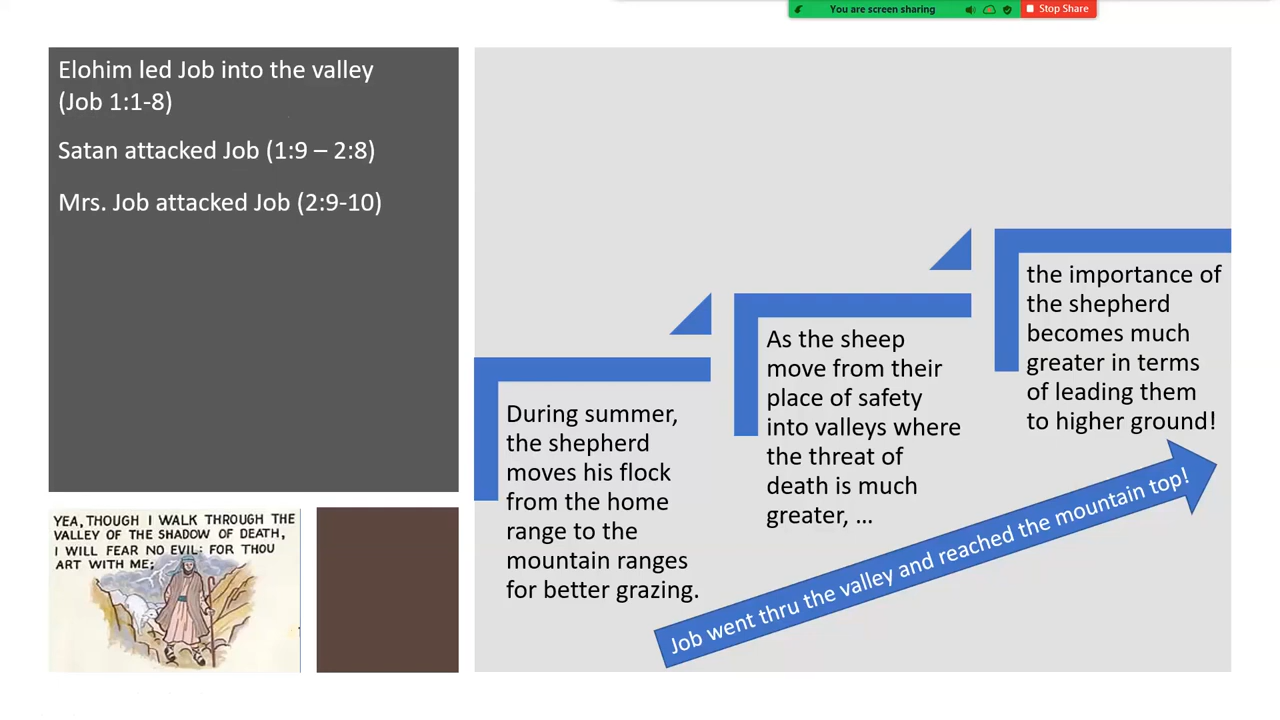 You are screen sharing
Stop Share
Elohim led Job into the valley
(Job 1:1-8)
Satan attacked Job (1:9 – 2:8)
Mrs. Job attacked Job (2:9-10)
YEA, THOUGH I WALK THROUGH THE
VALLEY OF THE SHADOW OF DEATH,
I WILL FEAR NO EVIL: FOR THOU
ART WITH ME;
During summer,
the shepherd
moves his flock
from the home
range to the
mountain ranges
for better grazing.
As the sheep
move from their
place of safety
into valleys where
the threat of
death is much
greater, ...
the importance of
the shepherd
becomes much
greater in terms
of leading them
to higher ground!
Job went thru the valley and reached the mountain top!